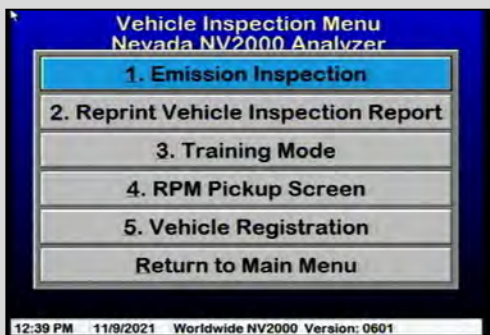 Vehicle Inspection Menu
Nevada NV2000 Analyzer
1. Emission Inspection
2. Reprint Vehicle Inspection Report
3. Training Mode
4. RPM Pickup Screen
5. Vehicle Registration
Return to Main Menu
12:39 PM 11/9/2021 Worldwide NV2000 Version: 0601